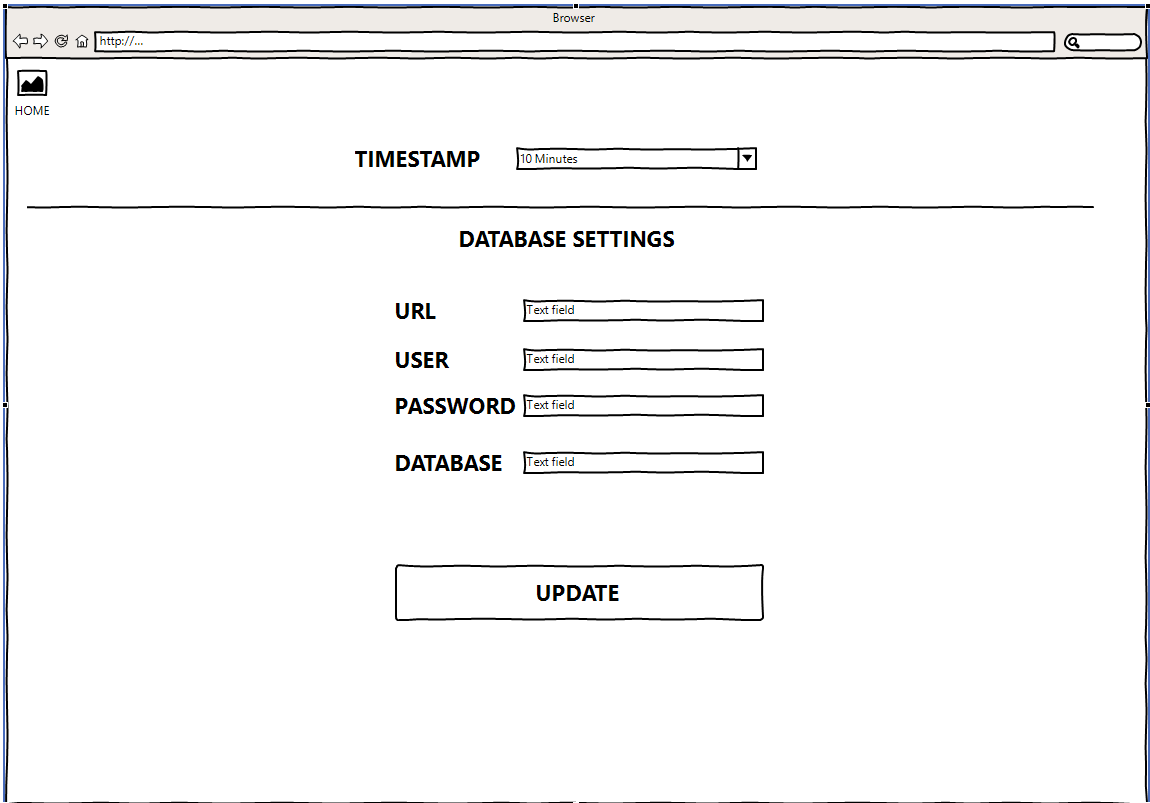 Browser
http://...
HOME
TIMESTAMP 10 Minutes
DATABASE SETTINGS
URL Text field
USER Text field
PASSWORD Text field
DATABASE Text field
UPDATE